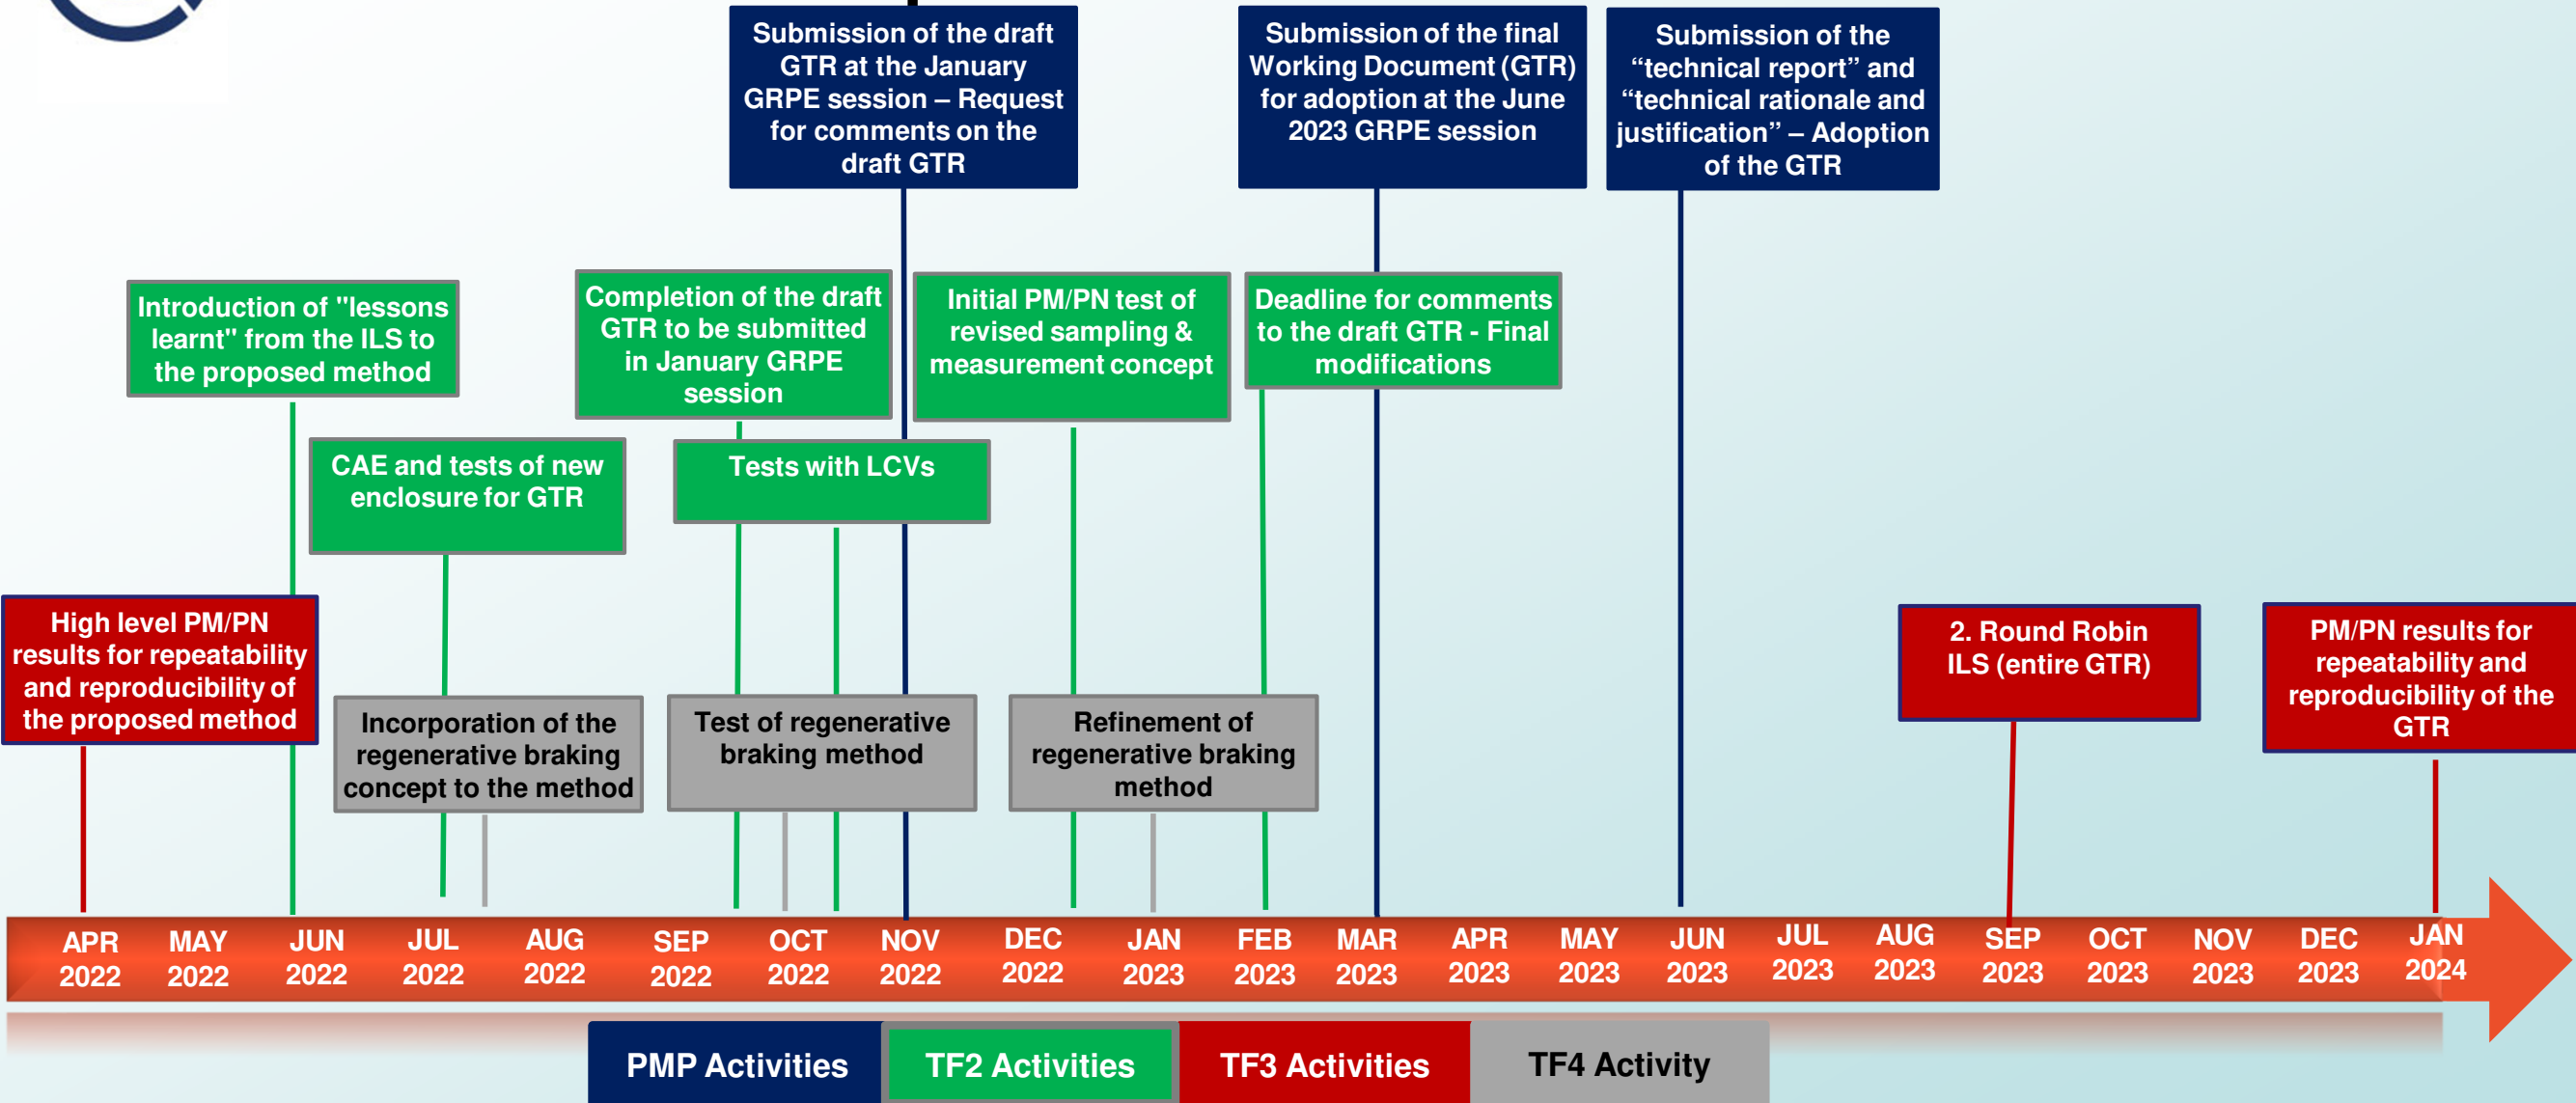 Submission of the draft
GTR at the January
GRPE session – Request
for comments on the
draft GTR
Submission of the final
Working Document (GTR)
for adoption at the June
2023 GRPE session
Submission of the
“technical report” and
“technical rationale and
justification” – Adoption
of the GTR
Introduction of "lessons
learnt" from the ILS to
the proposed method
Completion of the draft
GTR to be submitted
in January GRPE
session
Initial PM/PN test of
revised sampling &
measurement concept
Deadline for comments
to the draft GTR - Final
modifications
CAE and tests of new
enclosure for GTR
Tests with LCVs
High level PM/PN
results for repeatability
and reproducibility of
the proposed method
2. Round Robin
ILS (entire GTR)
PM/PN results for
repeatability and
reproducibility of the
GTR
Incorporation of the
regenerative braking
concept to the method
Test of regenerative
braking method
Refinement of
regenerative braking
method
APR
2022
MAY
2022
JUN
2022
JUL
2022
AUG
2022
SEP
2022
OCT
2022
NOV
2022
DEC
2022
JAN
2023
FEB
2023
MAR
2023
APR
2023
MAY
2023
JUN
2023
JUL
2023
AUG
2023
SEP
2023
OCT
2023
NOV
2023
DEC
2023
JAN
2024
PMP Activities
TF2 Activities
TF3 Activities
TF4 Activity